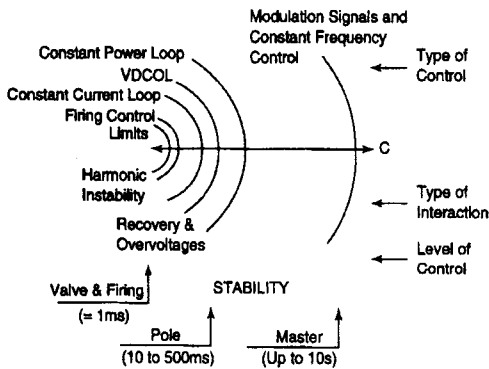 Modulation Signals and
Constant Frequency
Control
Constant Power Loop
VDCOL
Constant Current Loop
Firing Control
Limits
Type of
Control
C
Harmonic
Instability
Recovery &
Overvoltages
Type of
Interaction
Level of
Control
Valve & Firing
(= 1ms)
STABILITY
Pole
(10 to 500ms)
Master
(Up to 10s)